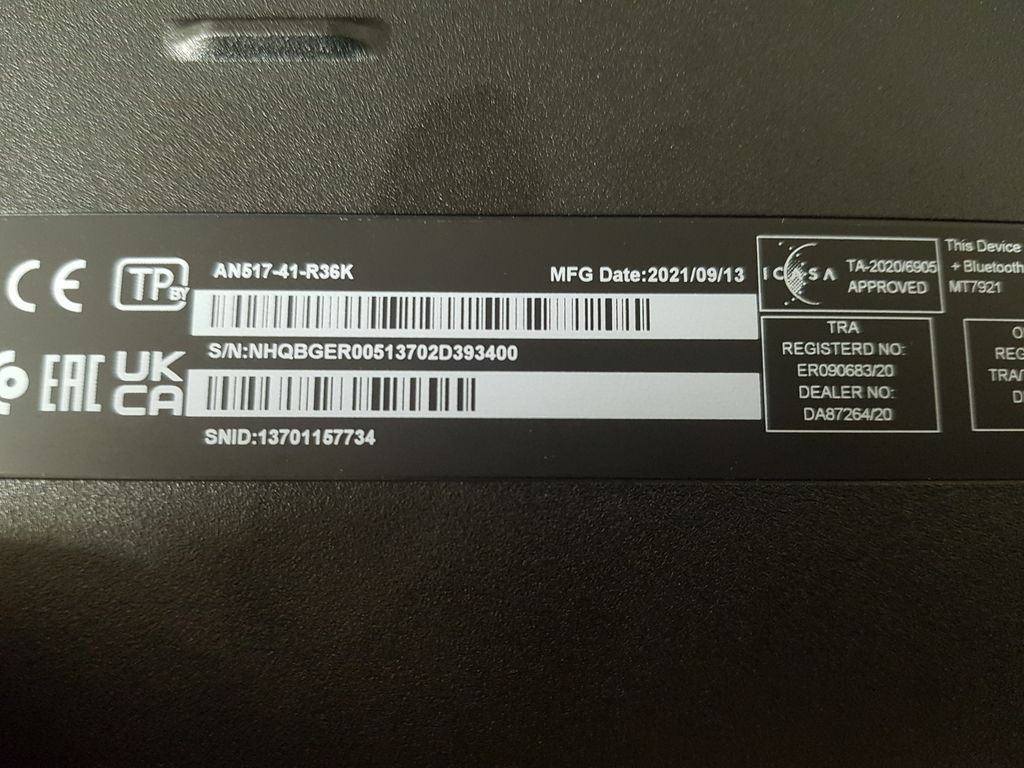 CE
TP
BY
EAC
UK
CA
AN517-41-R36K
MFG Date:2021/09/13
S/N:NHQBGER00513702D393400
SNID:13701157734
ICASA
TA-2020/6905
APPROVED
TRA
REGISTERD NO:
ER090683/20
DEALER NO:
DA87264/20
This Device
+ Bluetooth
MT7921